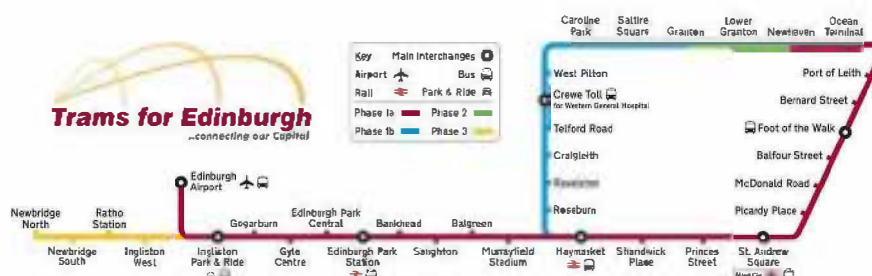 Trams for Edinburgh
...connecting our Capital
Key Main Interchanges
Airport Bus
Rail Park & Ride
Phase 1a Phase 2
Phase 1b Phase 3
Caroline
Park
Saltire
Square
Granton
Lower
Granton
Newhaven
Ocean
Terminal
West Pilton
Crewe Toll
for Western General Hospital
Telford Road
Craigleith
Roseburn
Port of Leith
Bernard Street
Foot of the Walk
Balfour Street
McDonald Road
Picardy Place
Edinburgh
Airport
Newbridge
North
Ratho
Station
Gogarburn
Edinburgh Park
Central
Bankhead
Balgreen
Newbridge
South
Ingliston
West
Ingliston
Park & Ride
Gyle
Centre
Edinburgh Park
Station
Saughton
Murrayfield
Stadium
Haymarket
Shandwick
Place
Princes
Street
St. Andrew
Square